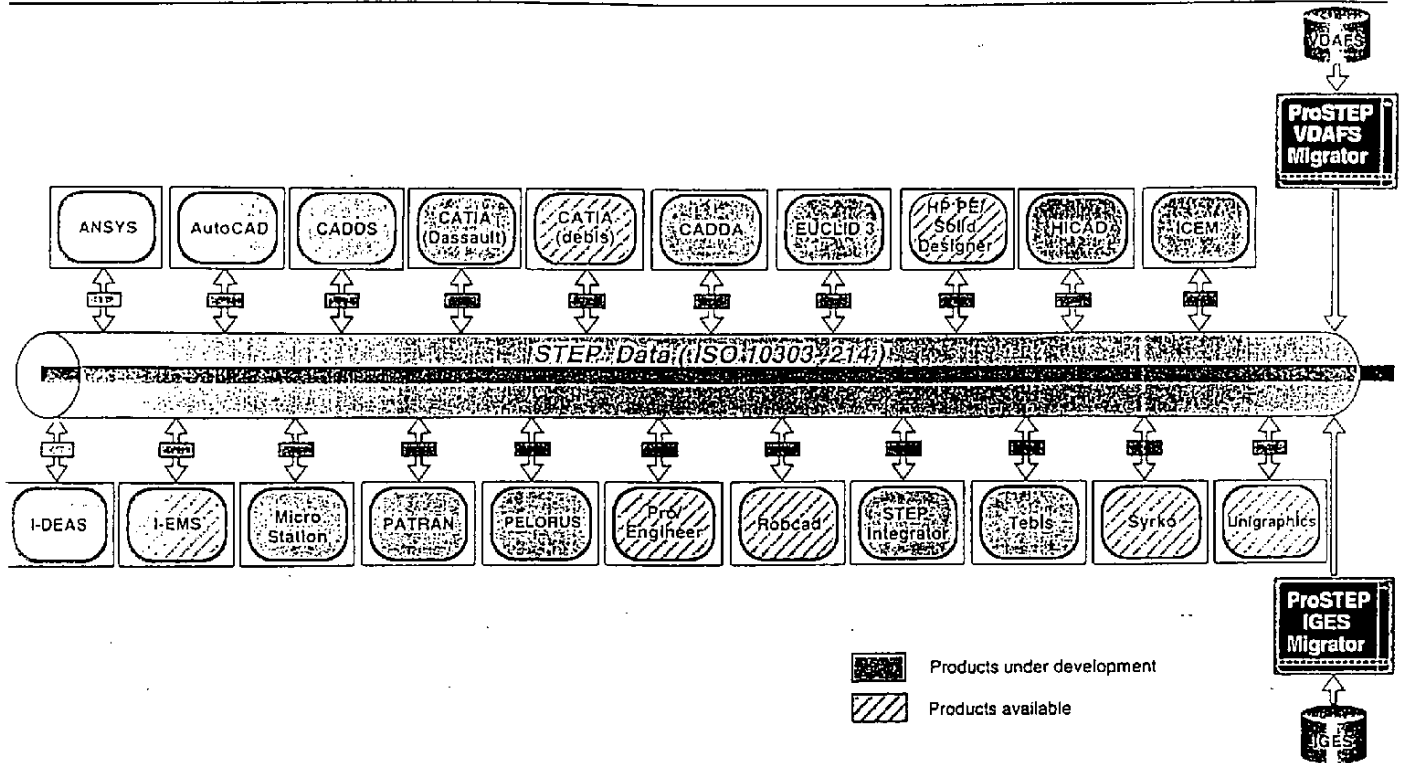 VDAFS
ProSTEP
VDAFS
Migrator
ANSYS
AutoCAD
CADDS
CATIA
(Dassault)
CATIA
(debis)
CADDA
EUCLID 3
HP PE/
Solid
Designer
HICAD
ICEM
STEP Data (ISO 10303-214)
I-DEAS
I-EMS
Micro
Station
PATRAN
PELORUS
Pro/
Engineer
Robcad
STEP
Integrator
Tebis
Syrko
Unigraphics
ProSTEP
IGES
Migrator
Products under development
Products available
IGES